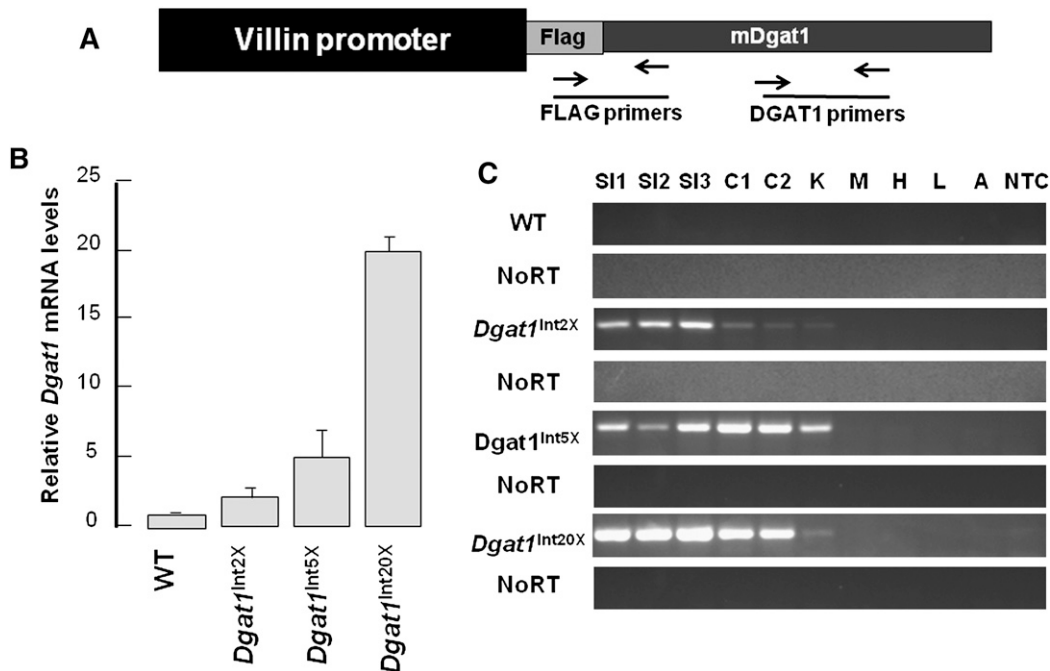 A
Villin promoter
Flag
mDgat1
FLAG primers
DGAT1 primers
B
Relative Dgat1 mRNA levels
25
20
15
10
5
0
WT
Dgat1Int2X
Dgat1Int5X
Dgat1Int20X
C
SI1 SI2 SI3 C1 C2 K M H L A NTC
WT
NoRT
Dgat1Int2X
NoRT
Dgat1Int5X
NoRT
Dgat1Int20X
NoRT